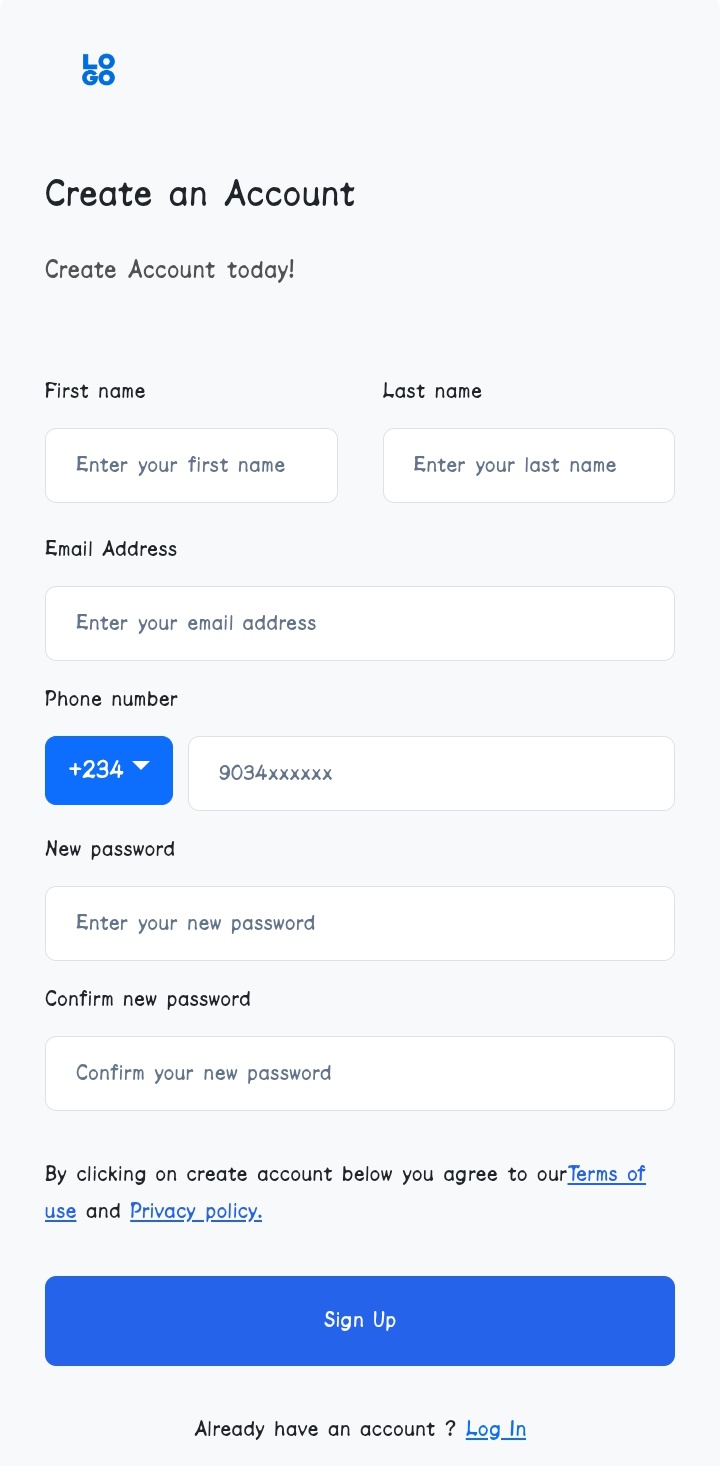 LO
GO
Create an Account
Create Account today!
First name
Last name
Enter your first name
Enter your last name
Email Address
Enter your email address
Phone number
+234
9034xxxxxx
New password
Enter your new password
Confirm new password
Confirm your new password
By clicking on create account below you agree to ourTerms of
use and Privacy policy.
Sign Up
Already have an account ? Log In